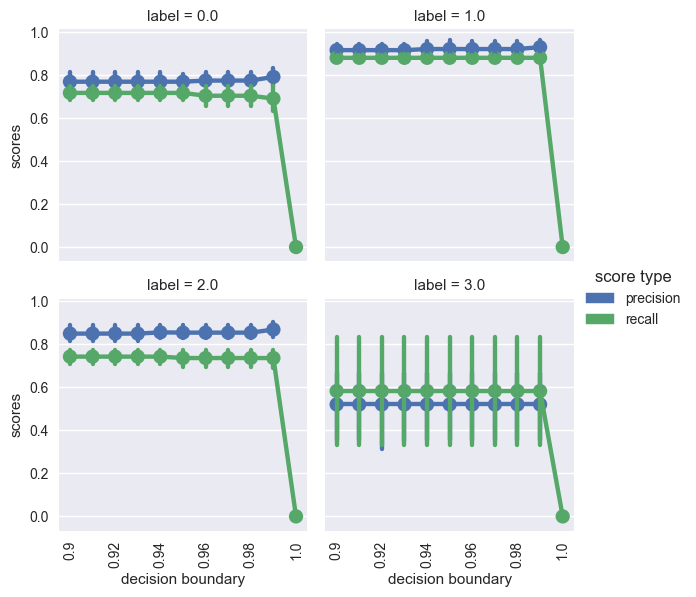 label = 0.0
label = 1.0
1.0
0.8
0.6
0.4
0.2
0.0
scores
label = 2.0
label = 3.0
1.0
0.8
0.6
0.4
0.2
0.0
scores
score type
precision
recall
0.9
0.92
0.94
0.96
0.98
1.0
0.9
0.92
0.94
0.96
0.98
1.0
decision boundary
decision boundary